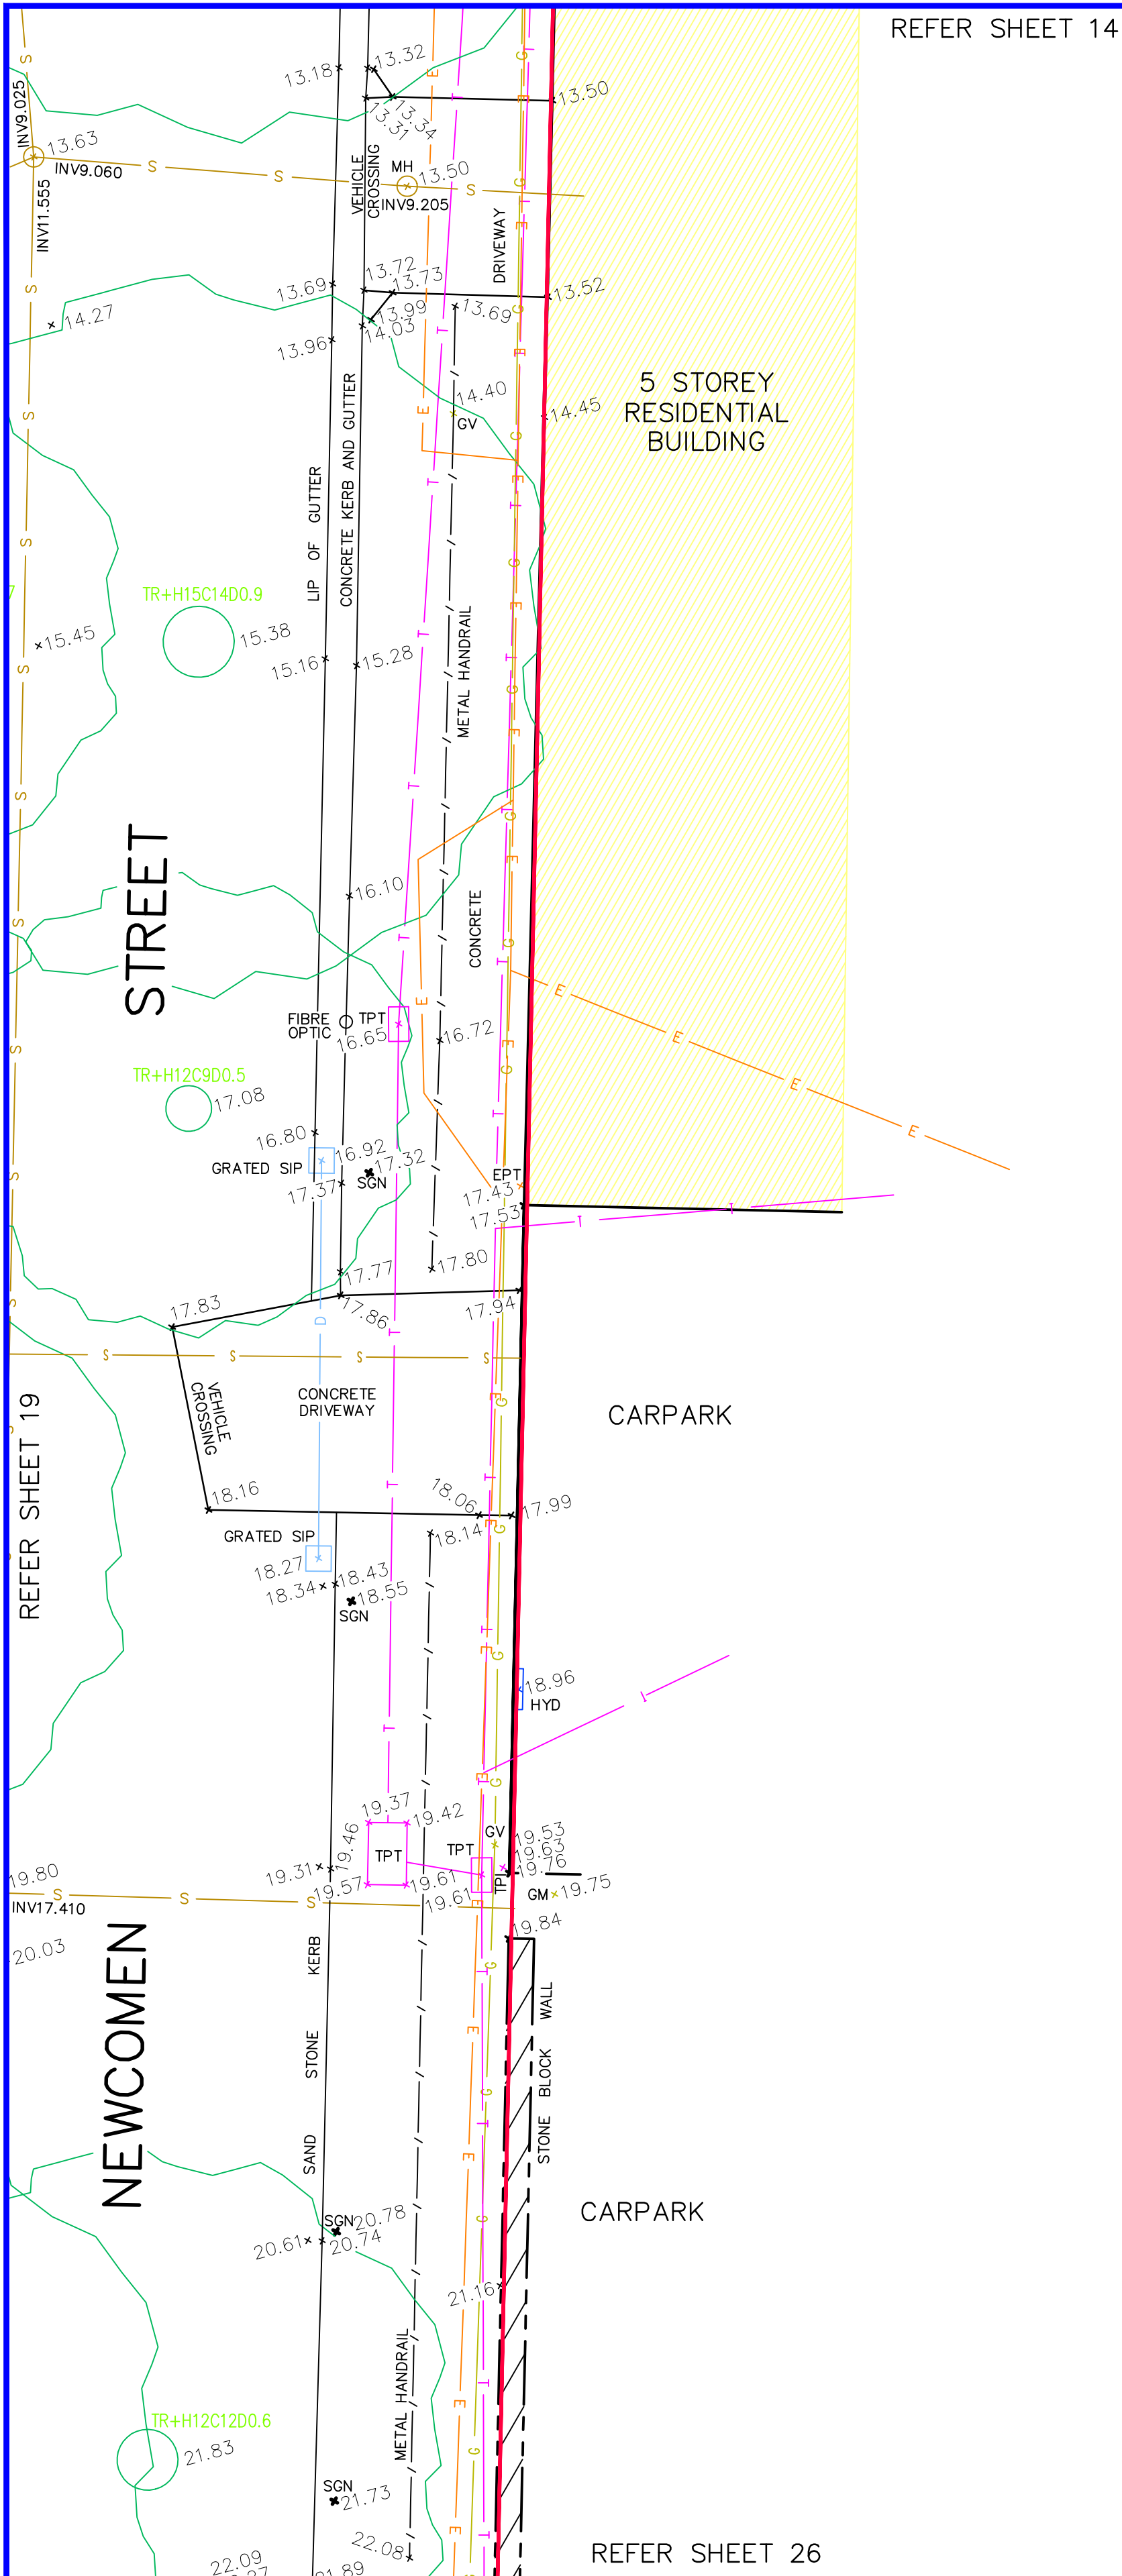 REFER SHEET 14
INV9.025
13.18
13.32
13.34
13.31
13.50
13.63
INV9.060
VEHICLE
CROSSING
MH
13.50
INV9.205
INV11.555
DRIVEWAY
13.69
13.72
13.73
13.52
13.99
14.03
13.69
14.27
13.96
14.40
GV
14.45
5 STOREY
RESIDENTIAL
BUILDING
LIP OF GUTTER
CONCRETE KERB AND GUTTER
TR+H15C14D0.9
15.38
15.45
15.16
15.28
METAL HANDRAIL
STREET
16.10
CONCRETE
FIBRE
OPTIC
TPT
16.65
16.72
TR+H12C9D0.5
17.08
16.80
16.92
GRATED SIP
17.32
SGN
17.37
EPT
17.43
17.53
17.77
17.80
17.86
17.94
17.83
VEHICLE
CROSSING
CONCRETE
DRIVEWAY
CARPARK
REFER SHEET 19
18.16
18.06
17.99
18.14
GRATED SIP
18.27
18.34
18.43
18.55
SGN
18.96
HYD
19.37
19.42
19.46
19.31
TPT
TPT
GV
19.53
19.63
19.76
TPI
19.57
19.61
19.61
GM
19.75
19.80
INV17.410
19.84
20.03
NEWCOMEN
SAND STONE KERB
STONE BLOCK WALL
CARPARK
SGN
20.78
20.61
20.74
21.16
METAL HANDRAIL
TR+H12C12D0.6
21.83
SGN
21.73
22.08
22.09
21.89
REFER SHEET 26
S
E
T
G
D